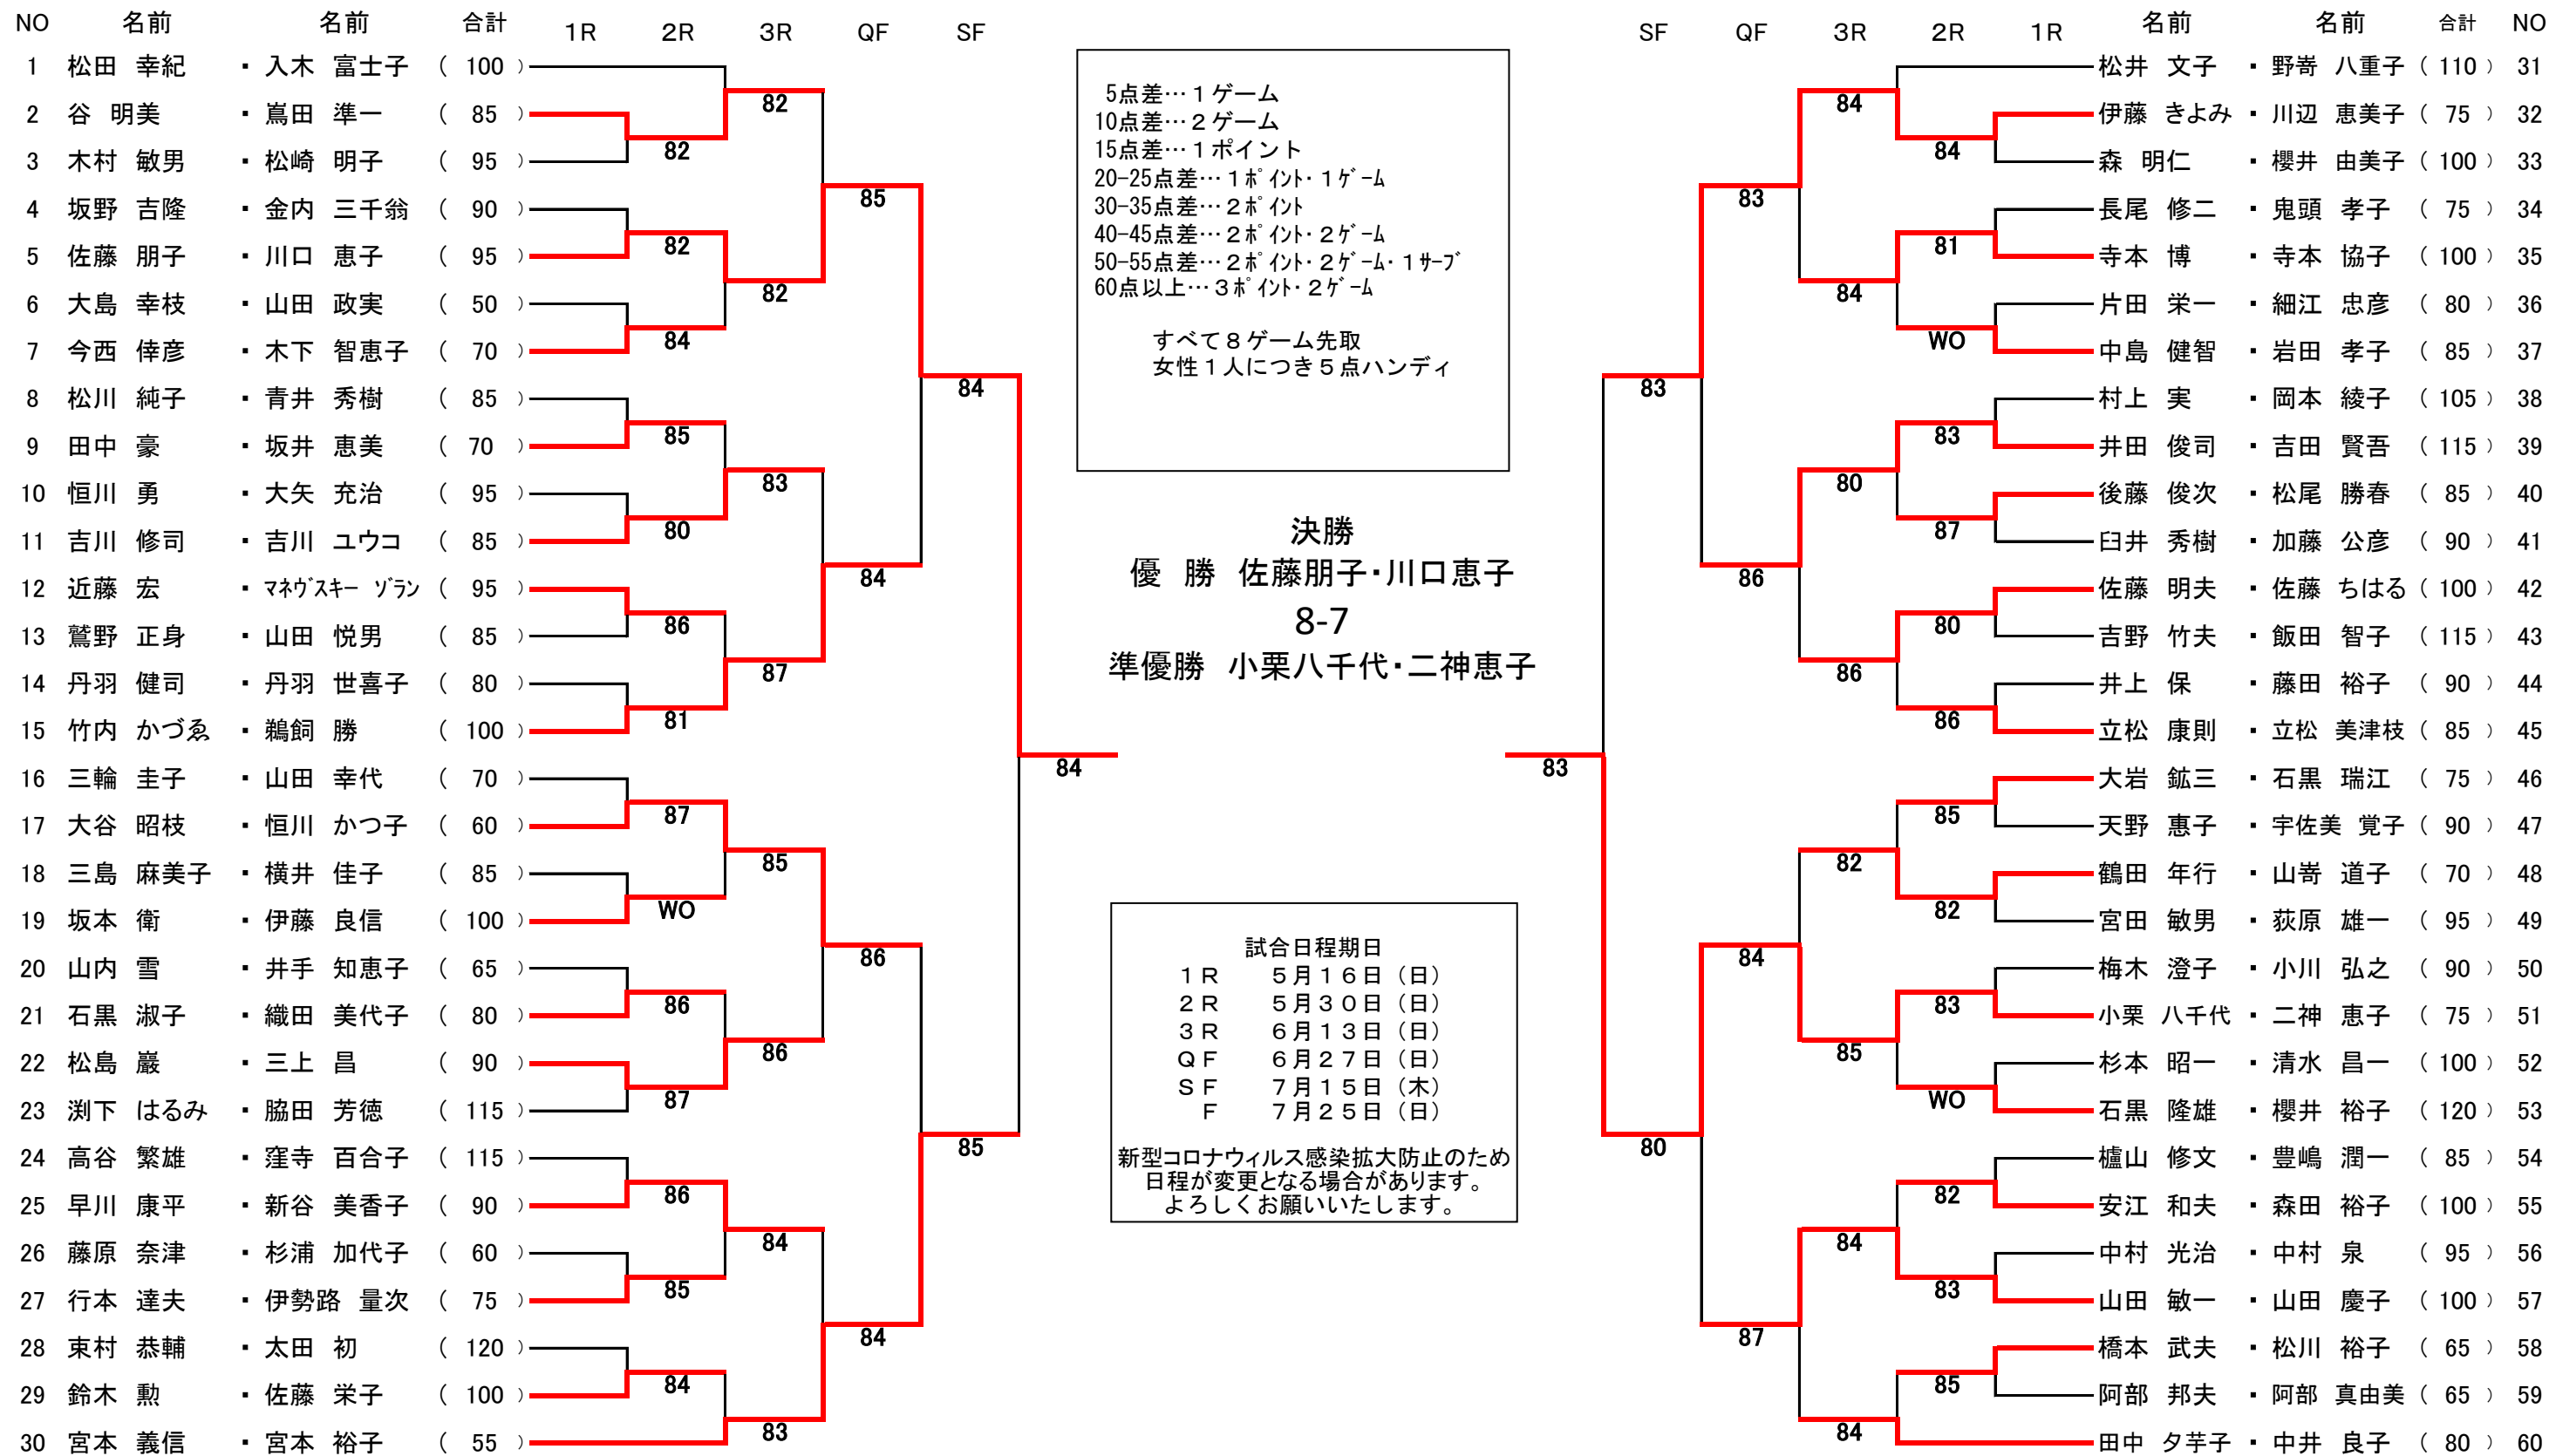 NO 名前 名前 合計 1R 2R 3R QF SF
1 松田 幸紀 ・ 入木 富士子 ( 100 )
2 谷 明美 ・ 嶌田 準一 ( 85 )
3 木村 敏男 ・ 松崎 明子 ( 95 )
4 坂野 吉隆 ・ 金内 三千翁 ( 90 )
5 佐藤 朋子 ・ 川口 恵子 ( 95 )
6 大島 幸枝 ・ 山田 政実 ( 50 )
7 今西 倖彦 ・ 木下 智恵子 ( 70 )
8 松川 純子 ・ 青井 秀樹 ( 85 )
9 田中 豪 ・ 坂井 恵美 ( 70 )
10 恒川 勇 ・ 大矢 充治 ( 95 )
11 吉川 修司 ・ 吉川 ユウコ ( 85 )
12 近藤 宏 ・ マネヴスキー ゾラン ( 95 )
13 鷲野 正身 ・ 山田 悦男 ( 85 )
14 丹羽 健司 ・ 丹羽 世喜子 ( 80 )
15 竹内 かづゑ ・ 鵜飼 勝 ( 100 )
16 三輪 圭子 ・ 山田 幸代 ( 70 )
17 大谷 昭枝 ・ 恒川 かつ子 ( 60 )
18 三島 麻美子 ・ 横井 佳子 ( 85 )
19 坂本 衛 ・ 伊藤 良信 ( 100 )
20 山内 雪 ・ 井手 知恵子 ( 65 )
21 石黒 淑子 ・ 織田 美代子 ( 80 )
22 松島 巌 ・ 三上 昌 ( 90 )
23 渕下 はるみ ・ 脇田 芳徳 ( 115 )
24 高谷 繁雄 ・ 窪寺 百合子 ( 115 )
25 早川 康平 ・ 新谷 美香子 ( 90 )
26 藤原 奈津 ・ 杉浦 加代子 ( 60 )
27 行本 達夫 ・ 伊勢路 量次 ( 75 )
28 束村 恭輔 ・ 太田 初 ( 120 )
29 鈴木 勲 ・ 佐藤 栄子 ( 100 )
30 宮本 義信 ・ 宮本 裕子 ( 55 )
82
82
84
85
80
86
81
87
WO
86
87
86
85
84
82
82
83
87
85
86
84
83
85
84
86
84
84
85
84
5点差…1ゲーム
10点差…2ゲーム
15点差…1ポイント
20-25点差…1ポイント・1ゲーム
30-35点差…2ポイント
40-45点差…2ポイント・2ゲーム
50-55点差…2ポイント・2ゲーム・1サーブ
60点以上…3ポイント・2ゲーム
すべて8ゲーム先取
女性1人につき5点ハンディ
決勝
優 勝 佐藤朋子・川口恵子
8-7
準優勝 小栗八千代・二神恵子
試合日程期日
1R 5月16日(日)
2R 5月30日(日)
3R 6月13日(日)
QF 6月27日(日)
SF 7月15日(木)
F 7月25日(日)
新型コロナウィルス感染拡大防止のため
日程が変更となる場合があります。
よろしくお願いいたします。
SF QF 3R 2R 1R 名前 名前 合計 NO
松井 文子 ・ 野嵜 八重子 ( 110 ) 31
伊藤 きよみ ・ 川辺 恵美子 ( 75 ) 32
森 明仁 ・ 櫻井 由美子 ( 100 ) 33
長尾 修二 ・ 鬼頭 孝子 ( 75 ) 34
寺本 博 ・ 寺本 協子 ( 100 ) 35
片田 栄一 ・ 細江 忠彦 ( 80 ) 36
中島 健智 ・ 岩田 孝子 ( 85 ) 37
村上 実 ・ 岡本 綾子 ( 105 ) 38
井田 俊司 ・ 吉田 賢吾 ( 115 ) 39
後藤 俊次 ・ 松尾 勝春 ( 85 ) 40
臼井 秀樹 ・ 加藤 公彦 ( 90 ) 41
佐藤 明夫 ・ 佐藤 ちはる ( 100 ) 42
吉野 竹夫 ・ 飯田 智子 ( 115 ) 43
井上 保 ・ 藤田 裕子 ( 90 ) 44
立松 康則 ・ 立松 美津枝 ( 85 ) 45
大岩 鉱三 ・ 石黒 瑞江 ( 75 ) 46
天野 惠子 ・ 宇佐美 覚子 ( 90 ) 47
鶴田 年行 ・ 山嵜 道子 ( 70 ) 48
宮田 敏男 ・ 荻原 雄一 ( 95 ) 49
梅木 澄子 ・ 小川 弘之 ( 90 ) 50
小栗 八千代 ・ 二神 恵子 ( 75 ) 51
杉本 昭一 ・ 清水 昌一 ( 100 ) 52
石黒 隆雄 ・ 櫻井 裕子 ( 120 ) 53
櫨山 修文 ・ 豊嶋 潤一 ( 85 ) 54
安江 和夫 ・ 森田 裕子 ( 100 ) 55
中村 光治 ・ 中村 泉 ( 95 ) 56
山田 敏一 ・ 山田 慶子 ( 100 ) 57
橋本 武夫 ・ 松川 裕子 ( 65 ) 58
阿部 邦夫 ・ 阿部 真由美 ( 65 ) 59
田中 夕芋子 ・ 中井 良子 ( 80 ) 60
84
81
WO
83
87
80
86
85
82
83
WO
82
83
85
84
84
80
86
82
85
84
84
83
86
84
87
83
80
83